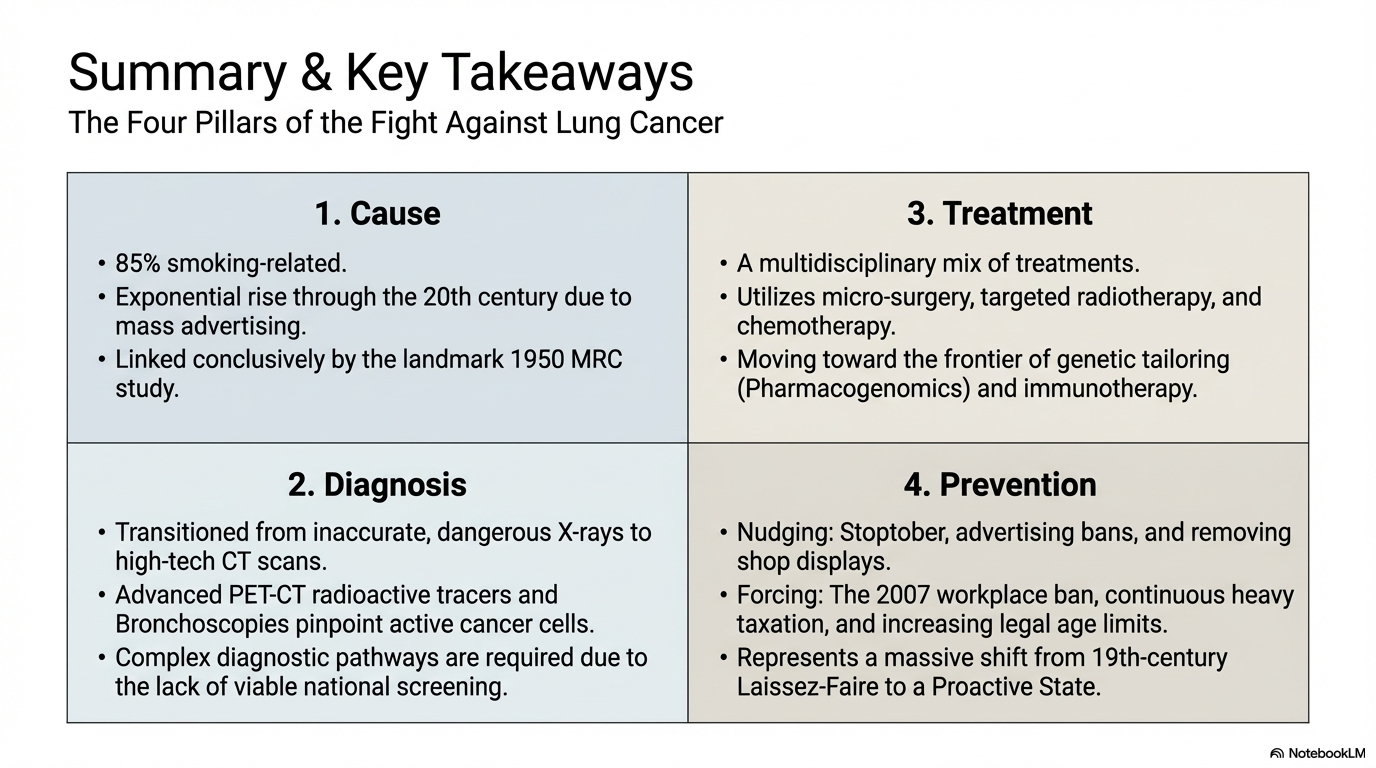 Summary & Key Takeaways
The Four Pillars of the Fight Against Lung Cancer
1. Cause
• 85% smoking-related.
• Exponential rise through the 20th century due to
mass advertising.
• Linked conclusively by the landmark 1950 MRC
study.
2. Diagnosis
• Transitioned from inaccurate, dangerous X-rays to
high-tech CT scans.
• Advanced PET-CT radioactive tracers and
Bronchoscopies pinpoint active cancer cells.
• Complex diagnostic pathways are required due to
the lack of viable national screening.
3. Treatment
• A multidisciplinary mix of treatments.
• Utilizes micro-surgery, targeted radiotherapy, and
chemotherapy.
• Moving toward the frontier of genetic tailoring
(Pharmacogenomics) and immunotherapy.
4. Prevention
• Nudging: Stoptober, advertising bans, and removing
shop displays.
• Forcing: The 2007 workplace ban, continuous heavy
taxation, and increasing legal age limits.
• Represents a massive shift from 19th-century
Laissez-Faire to a Proactive State.
NotebookLM